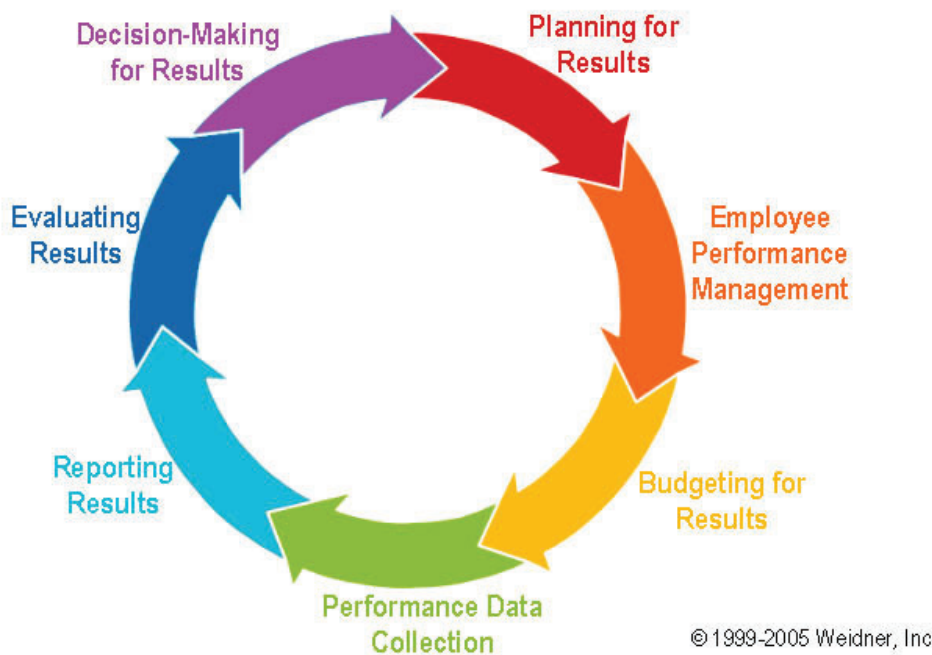 Decision-Making
for Results
Planning for
Results
Employee
Performance
Management
Budgeting for
Results
Performance Data
Collection
Reporting
Results
Evaluating
Results
© 1999-2005 Weidner, Inc